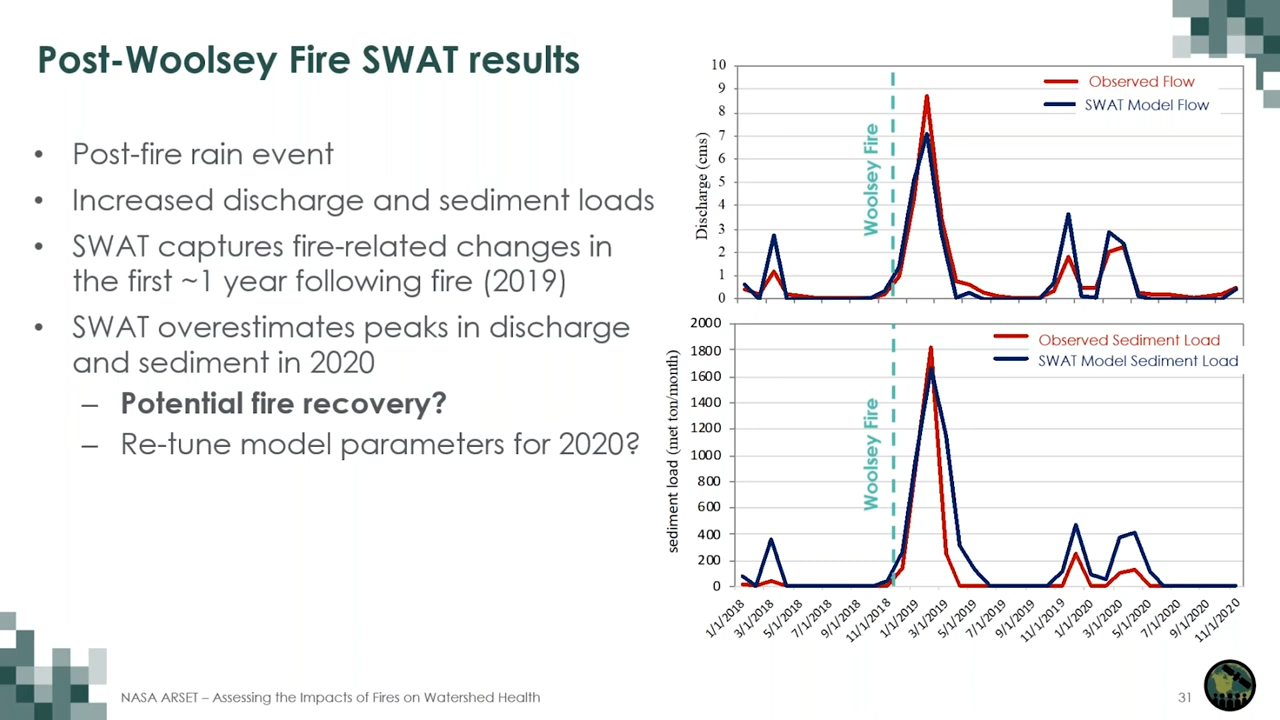 Post-Woolsey Fire SWAT results
• Post-fire rain event
• Increased discharge and sediment loads
• SWAT captures fire-related changes in
the first ~1 year following fire (2019)
• SWAT overestimates peaks in discharge
and sediment in 2020
– Potential fire recovery?
– Re-tune model parameters for 2020?
10
9
8
7
6
5
4
3
2
1
0
Discharge (cms)
Woolsey Fire
Observed Flow
SWAT Model Flow
2000
1800
1600
1400
1200
1000
800
600
400
200
0
sediment load (met ton/month)
Woolsey Fire
Observed Sediment Load
SWAT Model Sediment Load
1/1/2018
3/1/2018
5/1/2018
7/1/2018
9/1/2018
11/1/2018
1/1/2019
3/1/2019
5/1/2019
7/1/2019
9/1/2019
11/1/2019
1/1/2020
3/1/2020
5/1/2020
7/1/2020
9/1/2020
11/1/2020
NASA ARSET – Assessing the Impacts of Fires on Watershed Health
31